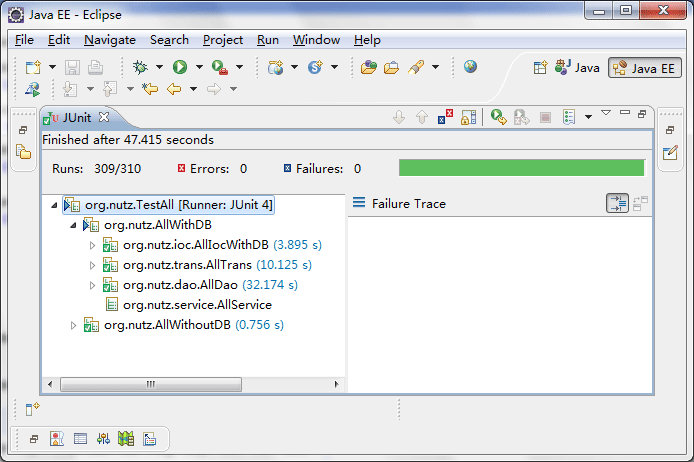 Java EE - Eclipse
File Edit Navigate Search Project Run Window Help
Java Java EE
JUnit
Finished after 47.415 seconds
Runs: 309/310 Errors: 0 Failures: 0
org.nutz.TestAll [Runner: JUnit 4]
Failure Trace
org.nutz.AllWithDB
org.nutz.ioc.AllIocWithDB (3.895 s)
org.nutz.trans.AllTrans (10.125 s)
org.nutz.dao.AllDao (32.174 s)
org.nutz.service.AllService
org.nutz.AllWithoutDB (0.756 s)